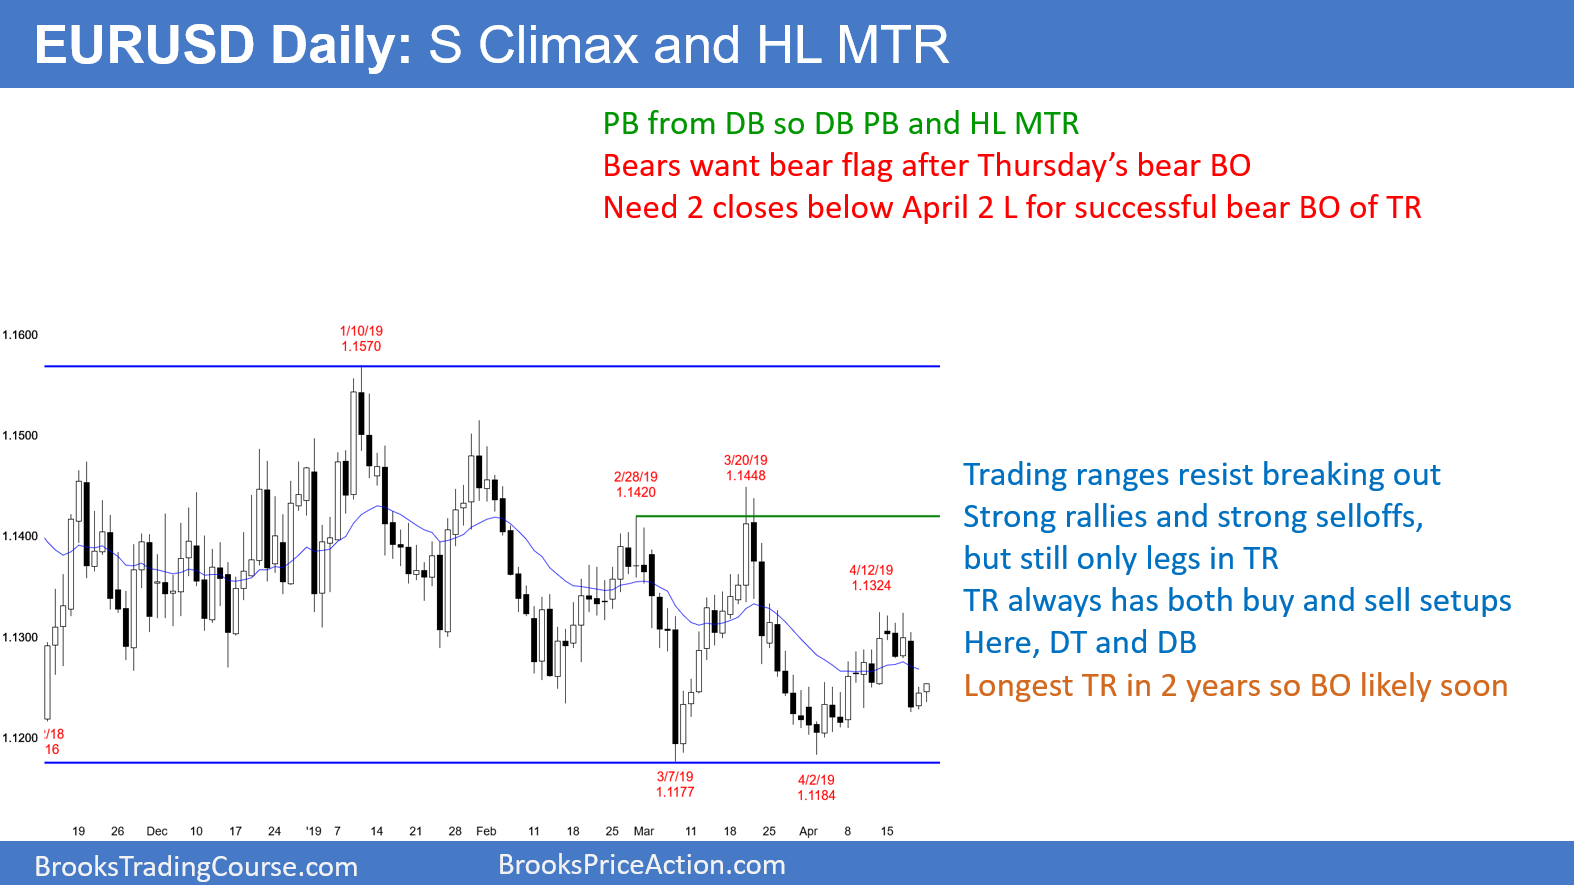 EURUSD Daily: S Climax and HL MTR
PB from DB so DB PB and HL MTR
Bears want bear flag after Thursday’s bear BO
Need 2 closes below April 2 L for successful bear BO of TR
1.1600
1/10/19
1.1570
1.1500
3/20/19
1.1448
2/28/19
1.1420
1.1400
4/12/19
1.1324
1.1300
1.1200
/18
16
3/7/19
1.1177
4/2/19
1.1184
Trading ranges resist breaking out
Strong rallies and strong selloffs,
but still only legs in TR
TR always has both buy and sell setups
Here, DT and DB
Longest TR in 2 years so BO likely soon
19 26 Dec 10 17 24 '19 7 14 21 28 Feb 11 18 25 Mar 11 18 25 Apr 8 15
BrooksTradingCourse.com
BrooksPriceAction.com